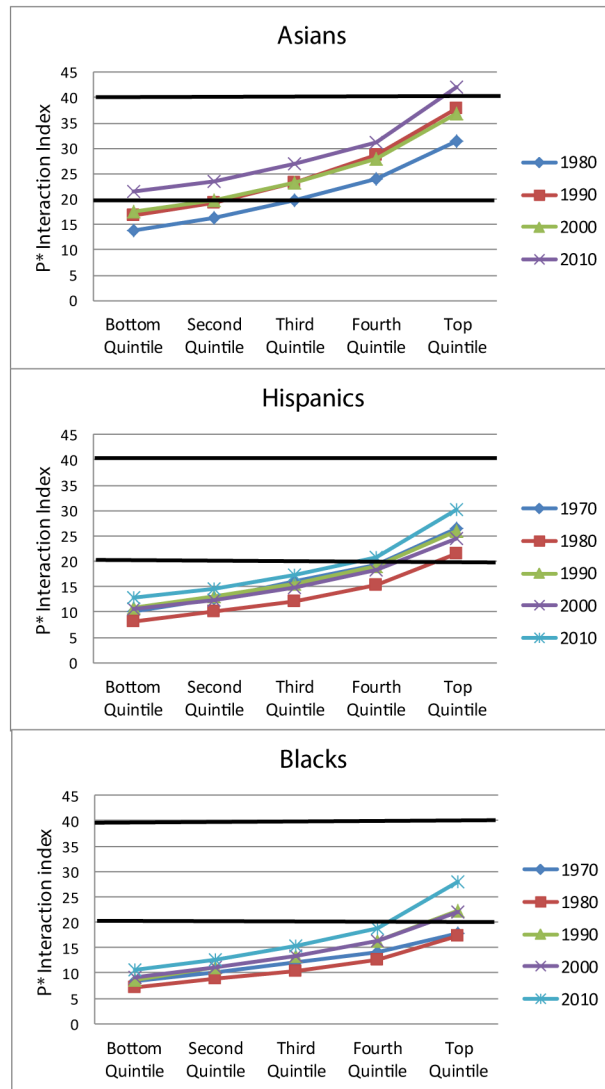 Asians
P* Interaction Index
45
40
35
30
25
20
15
10
5
0
Bottom Quintile
Second Quintile
Third Quintile
Fourth Quintile
Top Quintile
1980
1990
2000
2010
Hispanics
P* Interaction Index
45
40
35
30
25
20
15
10
5
0
Bottom Quintile
Second Quintile
Third Quintile
Fourth Quintile
Top Quintile
1970
1980
1990
2000
2010
Blacks
P* Interaction index
45
40
35
30
25
20
15
10
5
0
Bottom Quintile
Second Quintile
Third Quintile
Fourth Quintile
Top Quintile
1970
1980
1990
2000
2010